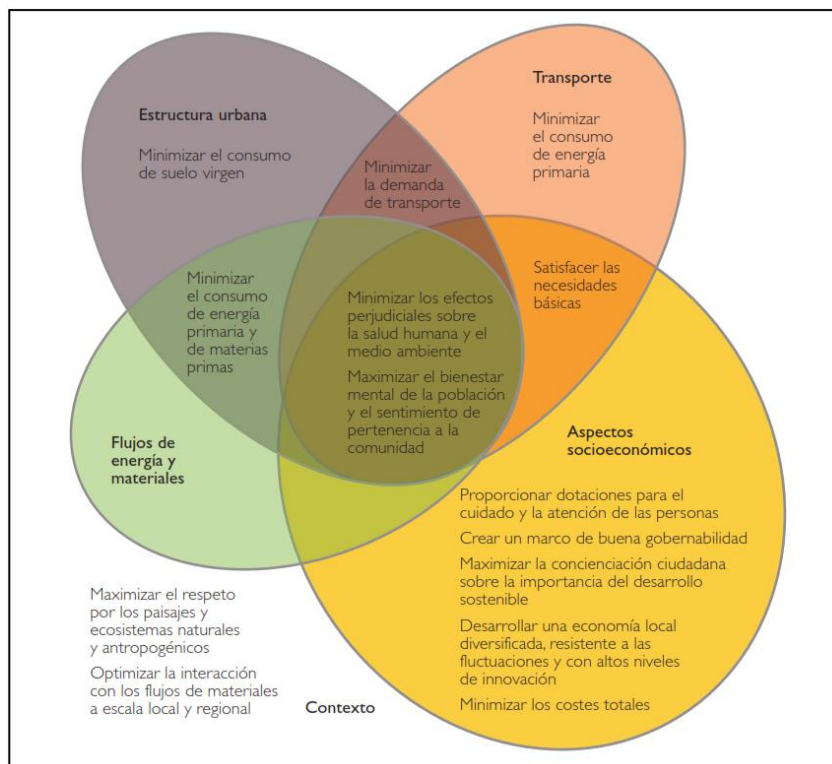 Estructura urbana
Minimizar el consumo
de suelo virgen
Transporte
Minimizar
el consumo
de energía
primaria
Minimizar
la demanda
de transporte
Satisfacer las
necesidades
básicas
Minimizar
el consumo
de energía
primaria y
de materias
primas
Minimizar los efectos
perjudiciales sobre
la salud humana y el
medio ambiente
Maximizar el bienestar
mental de la población
y el sentimiento de
pertenencia a la
comunidad
Flujos de
energía y
materiales
Aspectos
socioeconómicos
Proporcionar dotaciones para el
cuidado y la atención de las personas
Crear un marco de buena gobernabilidad
Maximizar la concienciación ciudadana
sobre la importancia del desarrollo
sostenible
Desarrollar una economía local
diversificada, resistente a las
fluctuaciones y con altos niveles
de innovación
Minimizar los costes totales
Maximizar el respeto
por los paisajes y
ecosistemas naturales
y antropogénicos
Optimizar la interacción
con los flujos de materiales
a escala local y regional
Contexto